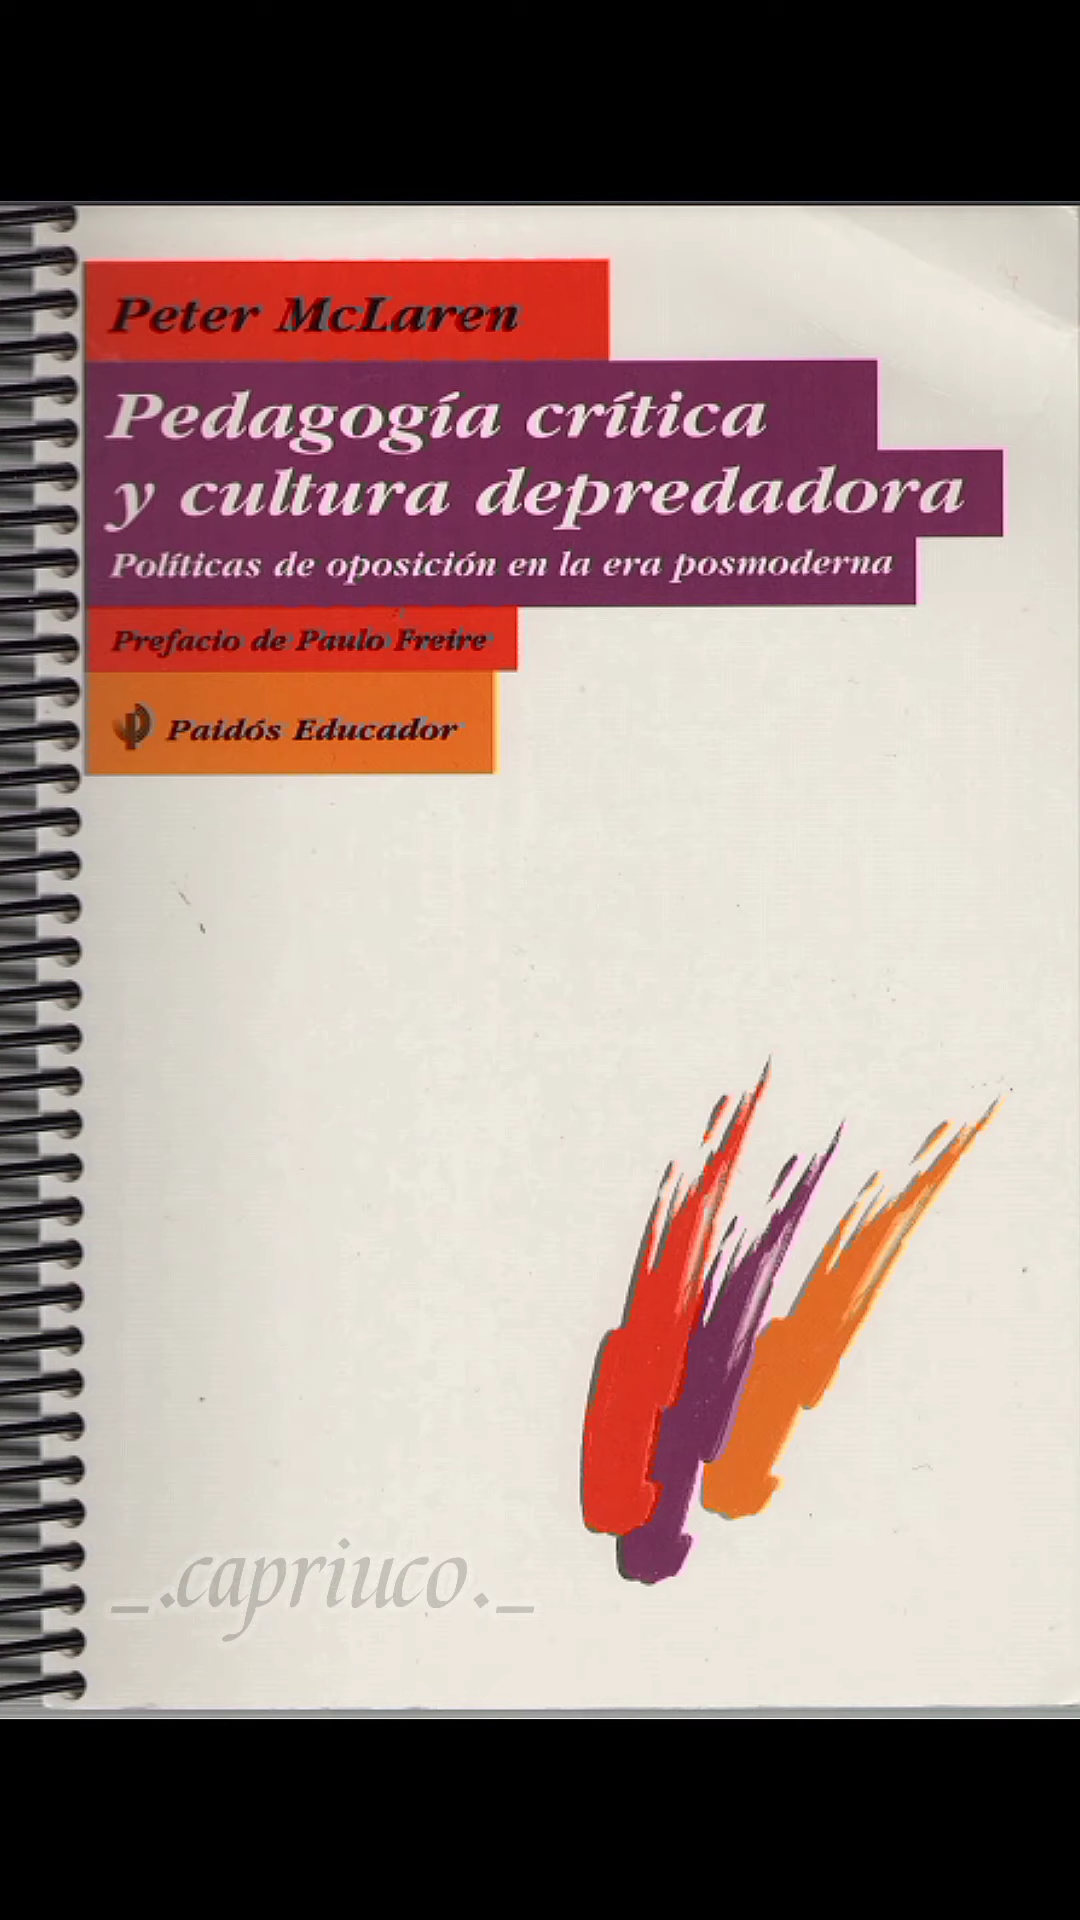 Peter McLaren
Pedagogía crítica
y cultura depredadora
Políticas de oposición en la era posmoderna
Prefacio de Paulo Freire
Paidós Educador
_.capriuco._